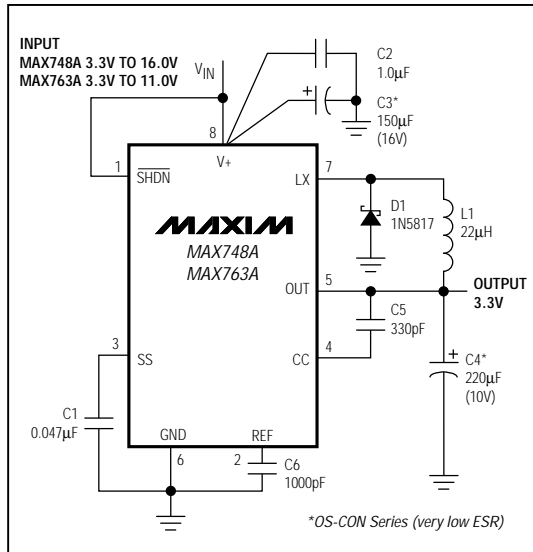 INPUT
MAX748A 3.3V TO 16.0V
MAX763A 3.3V TO 11.0V
VIN
C2
1.0μF
C3*
150μF
(16V)
8
V+
1
SHDN
LX
7
D1
1N5817
L1
22μH
MAXIM
MAX748A
MAX763A
OUT
5
OUTPUT
3.3V
C5
330pF
3
SS
CC
4
C4*
220μF
(10V)
C1
0.047μF
GND
6
REF
2
C6
1000pF
*OS-CON Series (very low ESR)